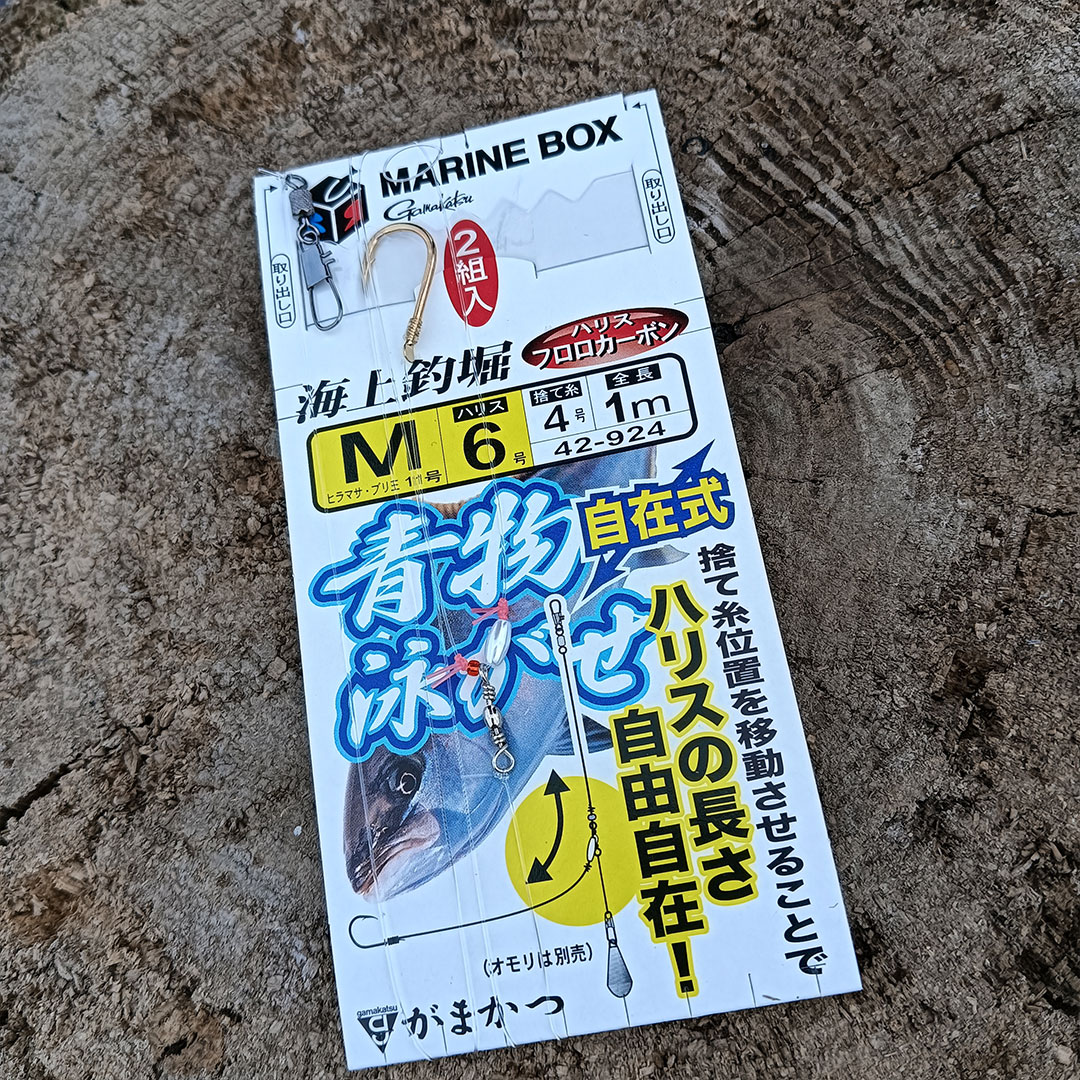 MARINE BOX
Gamakatsu
取り出し口
取り出し口
2組入
海上釣堀
ハリス
フロロカーボン
M
ヒラマサ・ブリ王 11号
ハリス
6号
捨て糸
4号
全長
1m
42-924
青物
泳がせ
自在式
捨て糸位置を移動させることで
ハリスの長さ
自由自在!
(オモリは別売)
gamakatsu
がまかつ